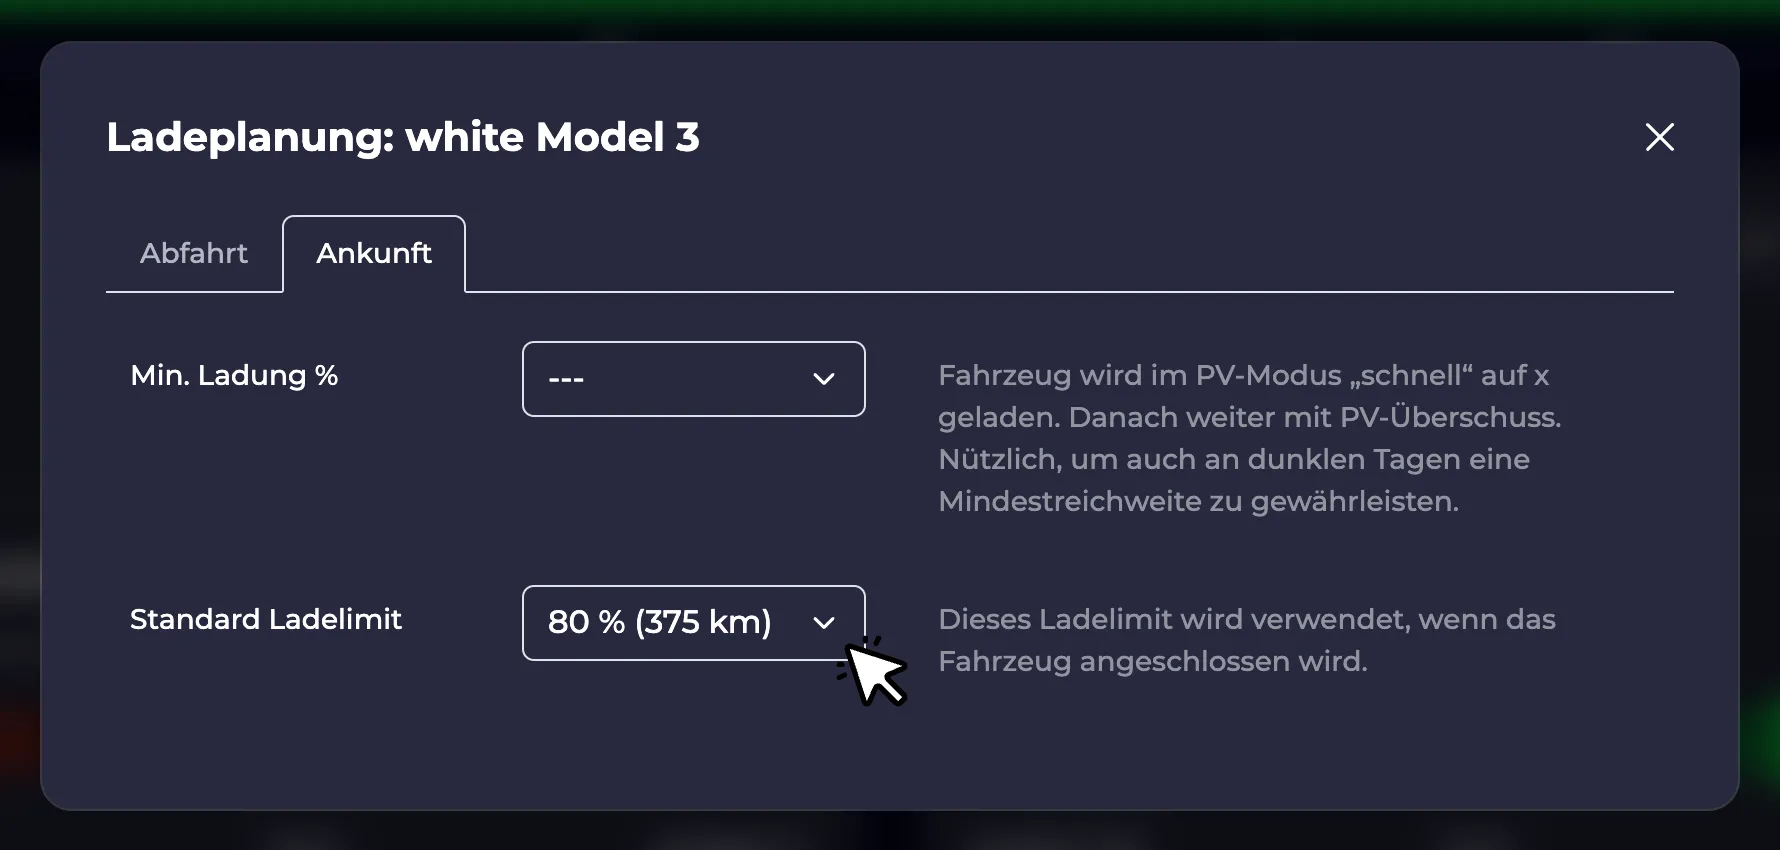 Ladeplanung: white Model 3
Abfahrt
Ankunft
Min. Ladung %
---
Fahrzeug wird im PV-Modus „schnell“ auf x
geladen. Danach weiter mit PV-Überschuss.
Nützlich, um auch an dunklen Tagen eine
Mindestreichweite zu gewährleisten.
Standard Ladelimit
80 % (375 km)
Dieses Ladelimit wird verwendet, wenn das
Fahrzeug angeschlossen wird.